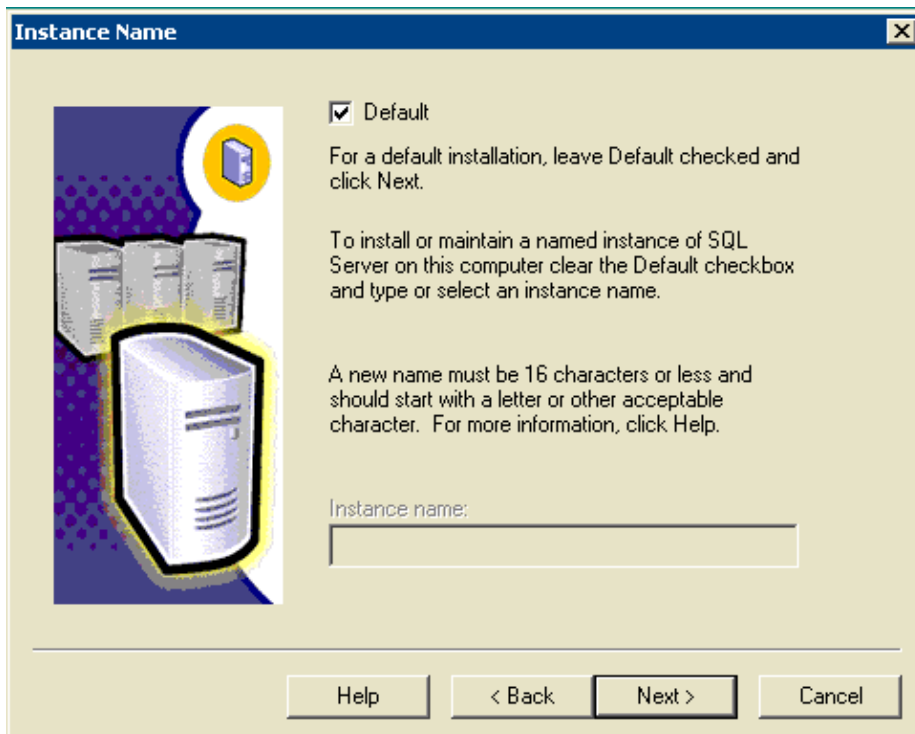 Instance Name
Default
For a default installation, leave Default checked and
click Next.
To install or maintain a named instance of SQL
Server on this computer clear the Default checkbox
and type or select an instance name.
A new name must be 16 characters or less and
should start with a letter or other acceptable
character.  For more information, click Help.
Instance name:
Help
< Back
Next >
Cancel